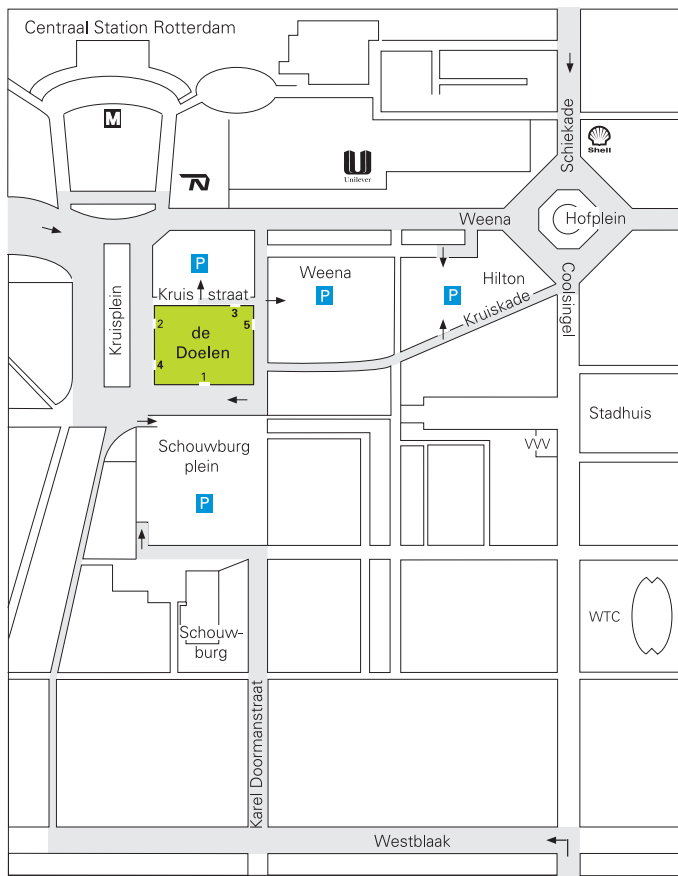 Centraal Station Rotterdam
M
Schiekade
Shell
Unilever
Weena
Hofplein
P
Weena
Hilton
Kruis straat
P
P
Kruiskade
Coolsingel
Kruisplein
3
2
5
de
Doelen
4
1
Stadhuis
VVV
Schouwburg
plein
P
WTC
Schouw-
burg
Karel Doormanstraat
Westblaak